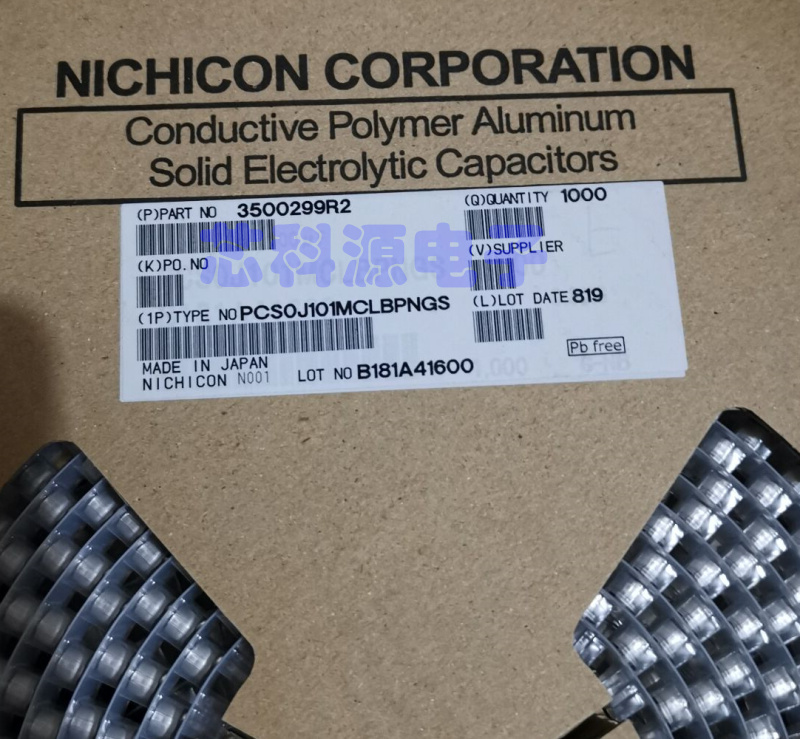 NICHICON CORPORATION
Conductive Polymer Aluminum
Solid Electrolytic Capacitors
(P)PART NO 3500299R2
(Q)QUANTITY 1000
芯科源电子
(K)PO.NO
(V)SUPPLIER
(1P)TYPE NO PCS0J101MCLBPNGS
(L)LOT DATE 819
Pb free
MADE IN JAPAN
NICHICON N001 LOT NO B181A41600